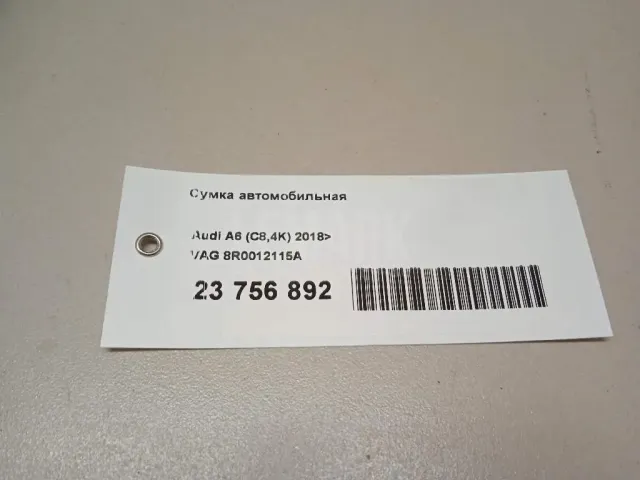 Сумка автомобильная
Audi A6 (C8,4K) 2018>
VAG 8R0012115A
23 756 892